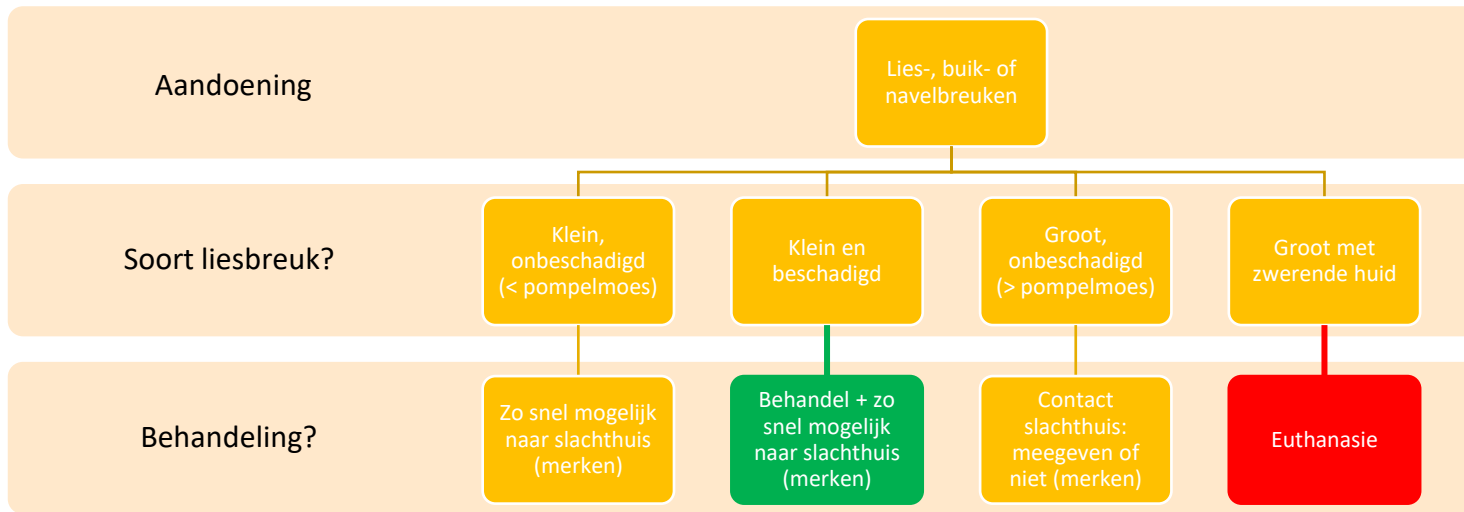 Aandoening
Lies-, buik- of
navelbreuken
Soort liesbreuk?
Klein,
onbeschadigd
(< pompelmoes)
Klein en
beschadigd
Groot,
onbeschadigd
(> pompelmoes)
Groot met
zwerende huid
Behandeling?
Zo snel mogelijk
naar slachthuis
(merken)
Behandel + zo
snel mogelijk
naar slachthuis
(merken)
Contact
slachthuis:
meegeven of
niet (merken)
Euthanasie